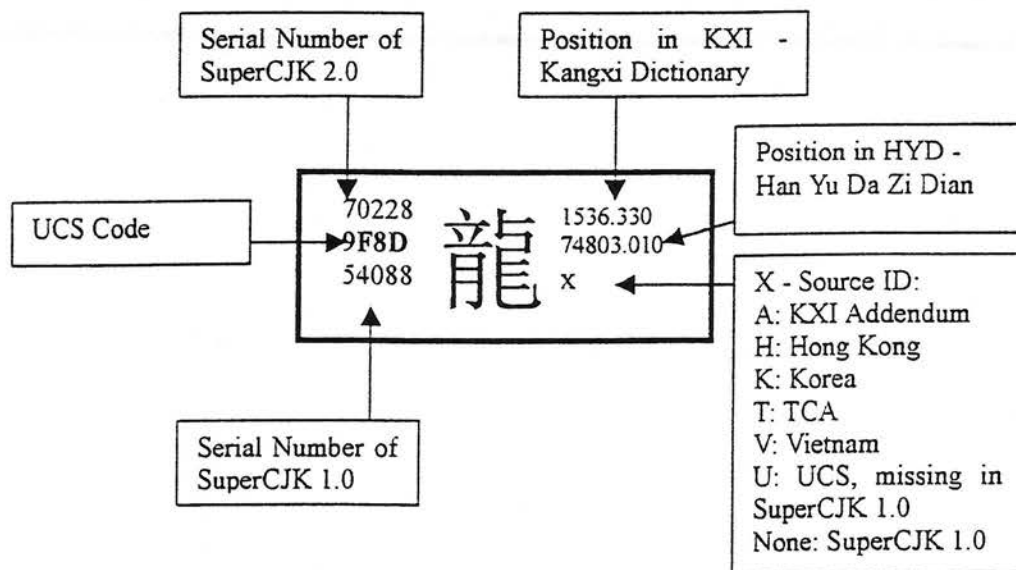 Serial Number of
SuperCJK 2.0
Position in KXI -
Kangxi Dictionary
Position in HYD -
Han Yu Da Zi Dian
UCS Code
70228
9F8D
54088
龍
1536.330
74803.010
X
X - Source ID:
A: KXI Addendum
H: Hong Kong
K: Korea
T: TCA
V: Vietnam
U: UCS, missing in
SuperCJK 1.0
None: SuperCJK 1.0
Serial Number of
SuperCJK 1.0